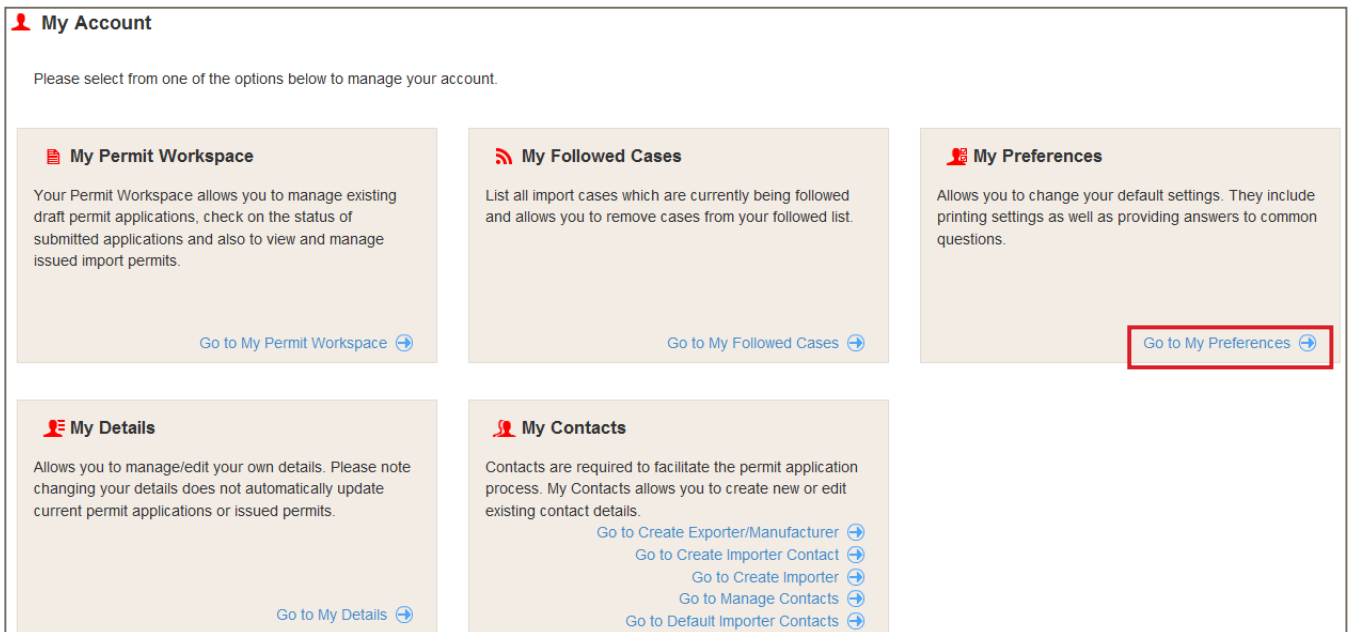 My Account
Please select from one of the options below to manage your account.
My Permit Workspace
Your Permit Workspace allows you to manage existing
draft permit applications, check on the status of
submitted applications and also to view and manage
issued import permits.
Go to My Permit Workspace
My Followed Cases
List all import cases which are currently being followed
and allows you to remove cases from your followed list.
Go to My Followed Cases
My Preferences
Allows you to change your default settings. They include
printing settings as well as providing answers to common
questions.
Go to My Preferences
My Details
Allows you to manage/edit your own details. Please note
changing your details does not automatically update
current permit applications or issued permits.
Go to My Details
My Contacts
Contacts are required to facilitate the permit application
process. My Contacts allows you to create new or edit
existing contact details.
Go to Create Exporter/Manufacturer
Go to Create Importer Contact
Go to Create Importer
Go to Manage Contacts
Go to Default Importer Contacts